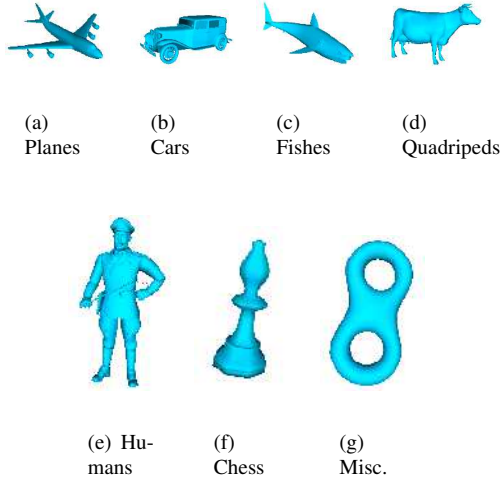 (a)
Planes
(b)
Cars
(c)
Fishes
(d)
Quadripeds
(e) Hu-
mans
(f)
Chess
(g)
Misc.